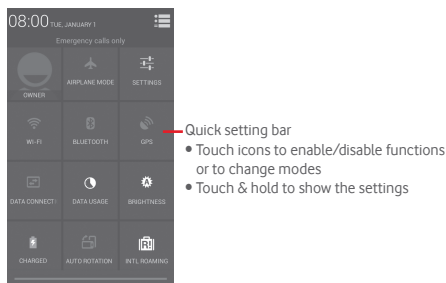 08:00 TUE, JANUARY 1
Emergency calls only
OWNER
AIRPLANE MODE
SETTINGS
WI-FI
BLUETOOTH
GPS
DATA CONNECTI
DATA USAGE
BRIGHTNESS
CHARGED
AUTO ROTATION
INTL ROAMING
Quick setting bar
• Touch icons to enable/disable functions
or to change modes
• Touch & hold to show the settings